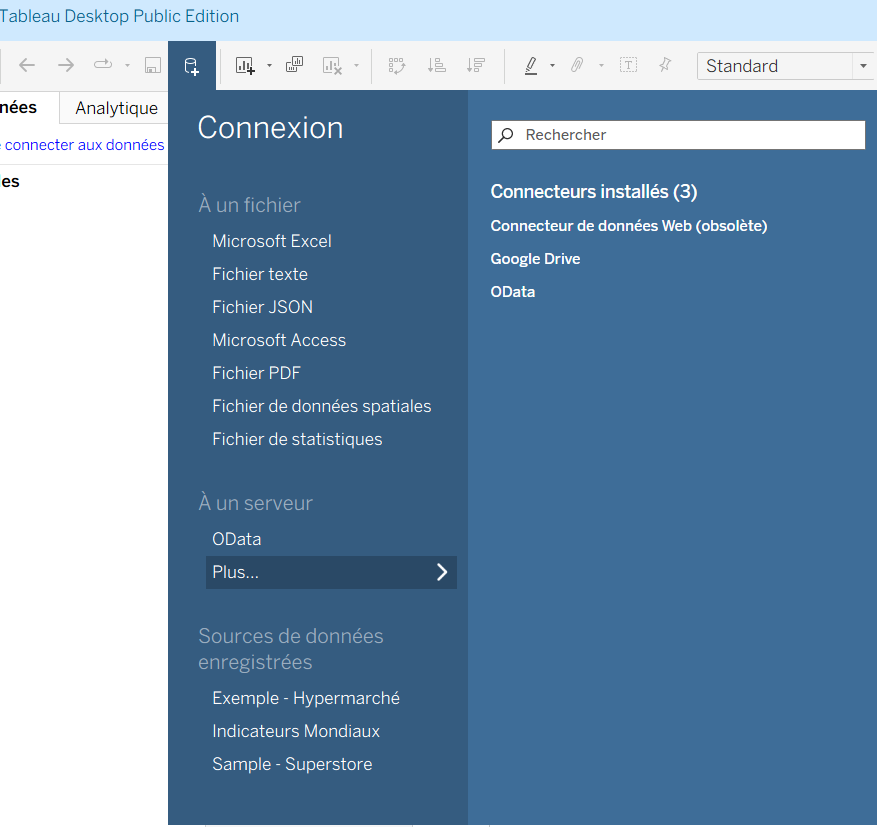 Tableau Desktop Public Edition
Standard
nées
Analytique
connecter aux données
es
Connexion
À un fichier
Microsoft Excel
Fichier texte
Fichier JSON
Microsoft Access
Fichier PDF
Fichier de données spatiales
Fichier de statistiques
À un serveur
OData
Plus...
Sources de données
enregistrées
Exemple - Hypermarché
Indicateurs Mondiaux
Sample - Superstore
Rechercher
Connecteurs installés (3)
Connecteur de données Web (obsolète)
Google Drive
OData